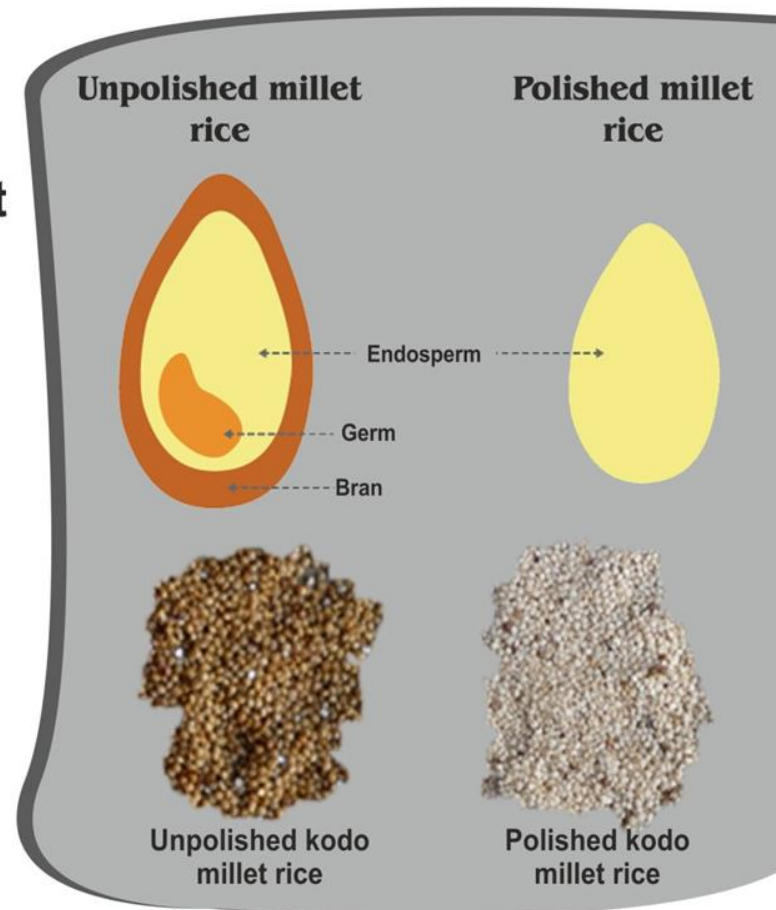 Unpolished millet
rice
Polished millet
rice
Endosperm
Germ
Bran
Unpolished kodo
millet rice
Polished kodo
millet rice